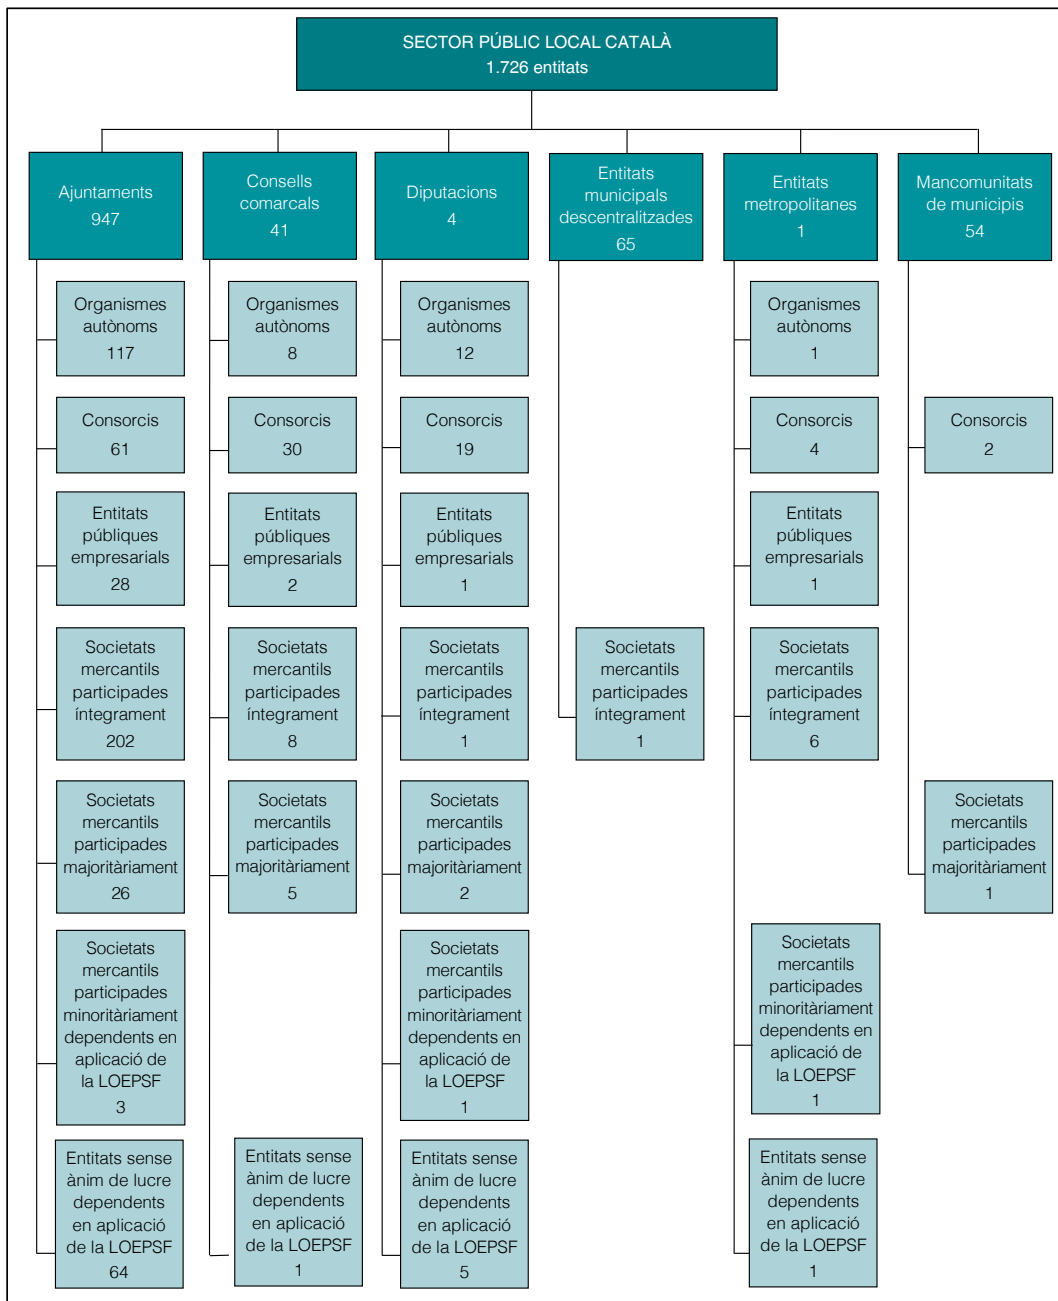 SECTOR PÚBLIC LOCAL CATALÀ
1.726 entitats
Ajuntaments
947
Consells
comarcals
41
Diputacions
4
Entitats
municipals
descentralitzades
65
Entitats
metropolitanes
1
Mancomunitats
de municipis
54
Organismes
autònoms
117
Organismes
autònoms
8
Organismes
autònoms
12
Organismes
autònoms
1
Consorcis
61
Consorcis
30
Consorcis
19
Consorcis
4
Consorcis
2
Entitats
públiques
empresarials
28
Entitats
públiques
empresarials
2
Entitats
públiques
empresarials
1
Entitats
públiques
empresarials
1
Societats
mercantils
participades
íntegrament
202
Societats
mercantils
participades
íntegrament
8
Societats
mercantils
participades
íntegrament
1
Societats
mercantils
participades
íntegrament
1
Societats
mercantils
participades
íntegrament
6
Societats
mercantils
participades
majoritàriament
26
Societats
mercantils
participades
majoritàriament
5
Societats
mercantils
participades
majoritàriament
2
Societats
mercantils
participades
majoritàriament
1
Societats
mercantils
participades
minoritàriament
dependents en
aplicació de
la LOEPSF
3
Societats
mercantils
participades
minoritàriament
dependents en
aplicació de
la LOEPSF
1
Societats
mercantils
participades
minoritàriament
dependents en
aplicació de
la LOEPSF
1
Entitats sense
ànim de lucre
dependents
en aplicació
de la LOEPSF
64
Entitats sense
ànim de lucre
dependents
en aplicació
de la LOEPSF
1
Entitats sense
ànim de lucre
dependents
en aplicació
de la LOEPSF
5
Entitats sense
ànim de lucre
dependents
en aplicació
de la LOEPSF
1